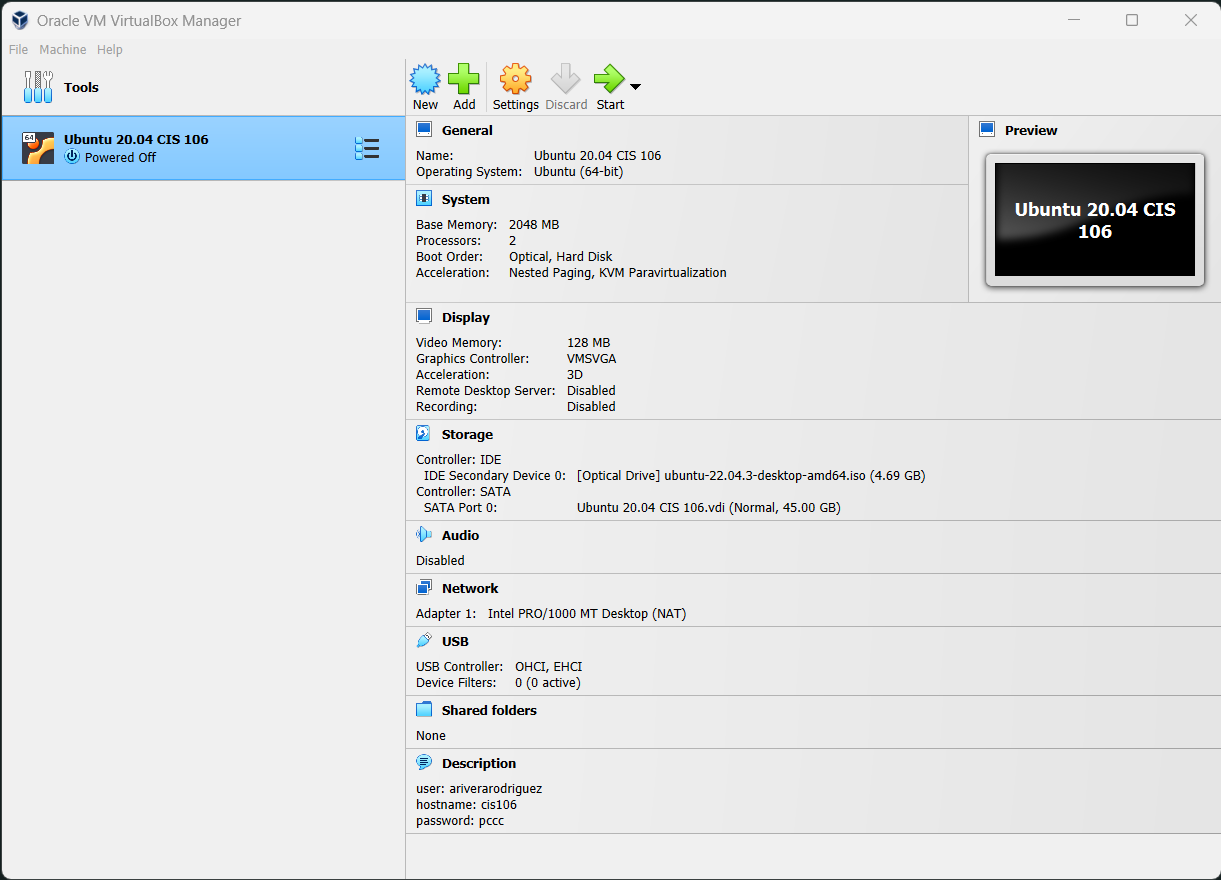 Oracle VM VirtualBox Manager
File Machine Help
Tools
New Add Settings Discard Start
64
Ubuntu 20.04 CIS 106
Powered Off
General
Name: Ubuntu 20.04 CIS 106
Operating System: Ubuntu (64-bit)
Preview
Ubuntu 20.04 CIS
106
System
Base Memory: 2048 MB
Processors: 2
Boot Order: Optical, Hard Disk
Acceleration: Nested Paging, KVM Paravirtualization
Display
Video Memory: 128 MB
Graphics Controller: VMSVGA
Acceleration: 3D
Remote Desktop Server: Disabled
Recording: Disabled
Storage
Controller: IDE
IDE Secondary Device 0: [Optical Drive] ubuntu-22.04.3-desktop-amd64.iso (4.69 GB)
Controller: SATA
SATA Port 0: Ubuntu 20.04 CIS 106.vdi (Normal, 45.00 GB)
Audio
Disabled
Network
Adapter 1: Intel PRO/1000 MT Desktop (NAT)
USB
USB Controller: OHCI, EHCI
Device Filters: 0 (0 active)
Shared folders
None
Description
user: ariverarodriguez
hostname: cis106
password: pccc